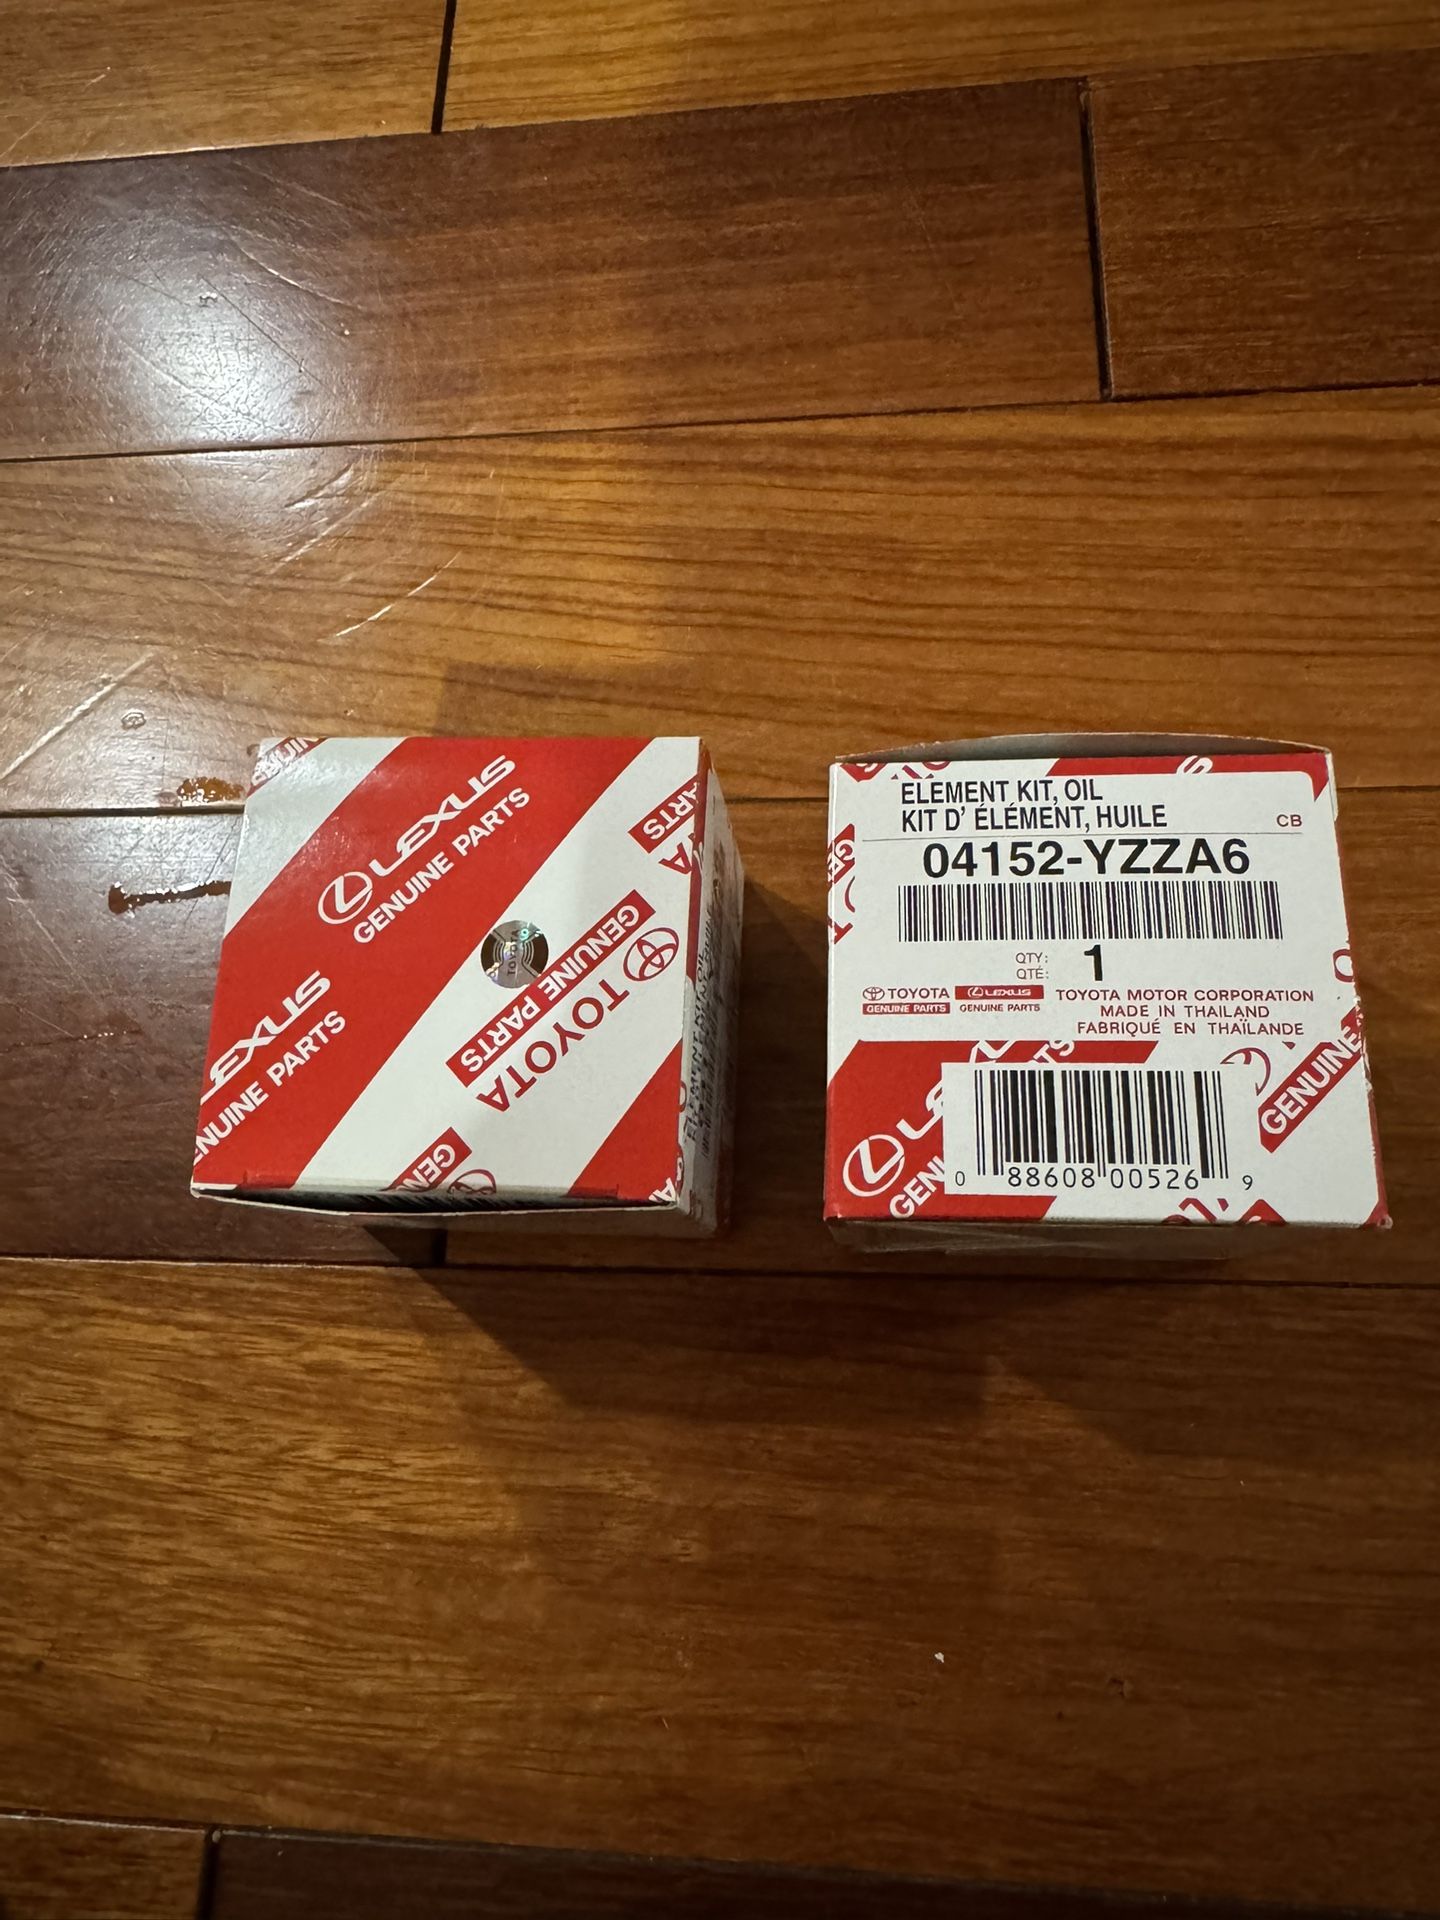 LEXUS
GENUINE PARTS
LEXUS
GENUINE PARTS
TOYOTA
GENUINE PARTS
TOYOTA
PARTS
ELEMENT KIT, OIL
KIT D' ÉLÉMENT, HUILE
CB
04152-YZZA6
QTY:
QTÉ:
1
TOYOTA
GENUINE PARTS
LEXUS
GENUINE PARTS
TOYOTA MOTOR CORPORATION
MADE IN THAILAND
FABRIQUÉ EN THAÏLANDE
GENUINE
0 88608 00526 9